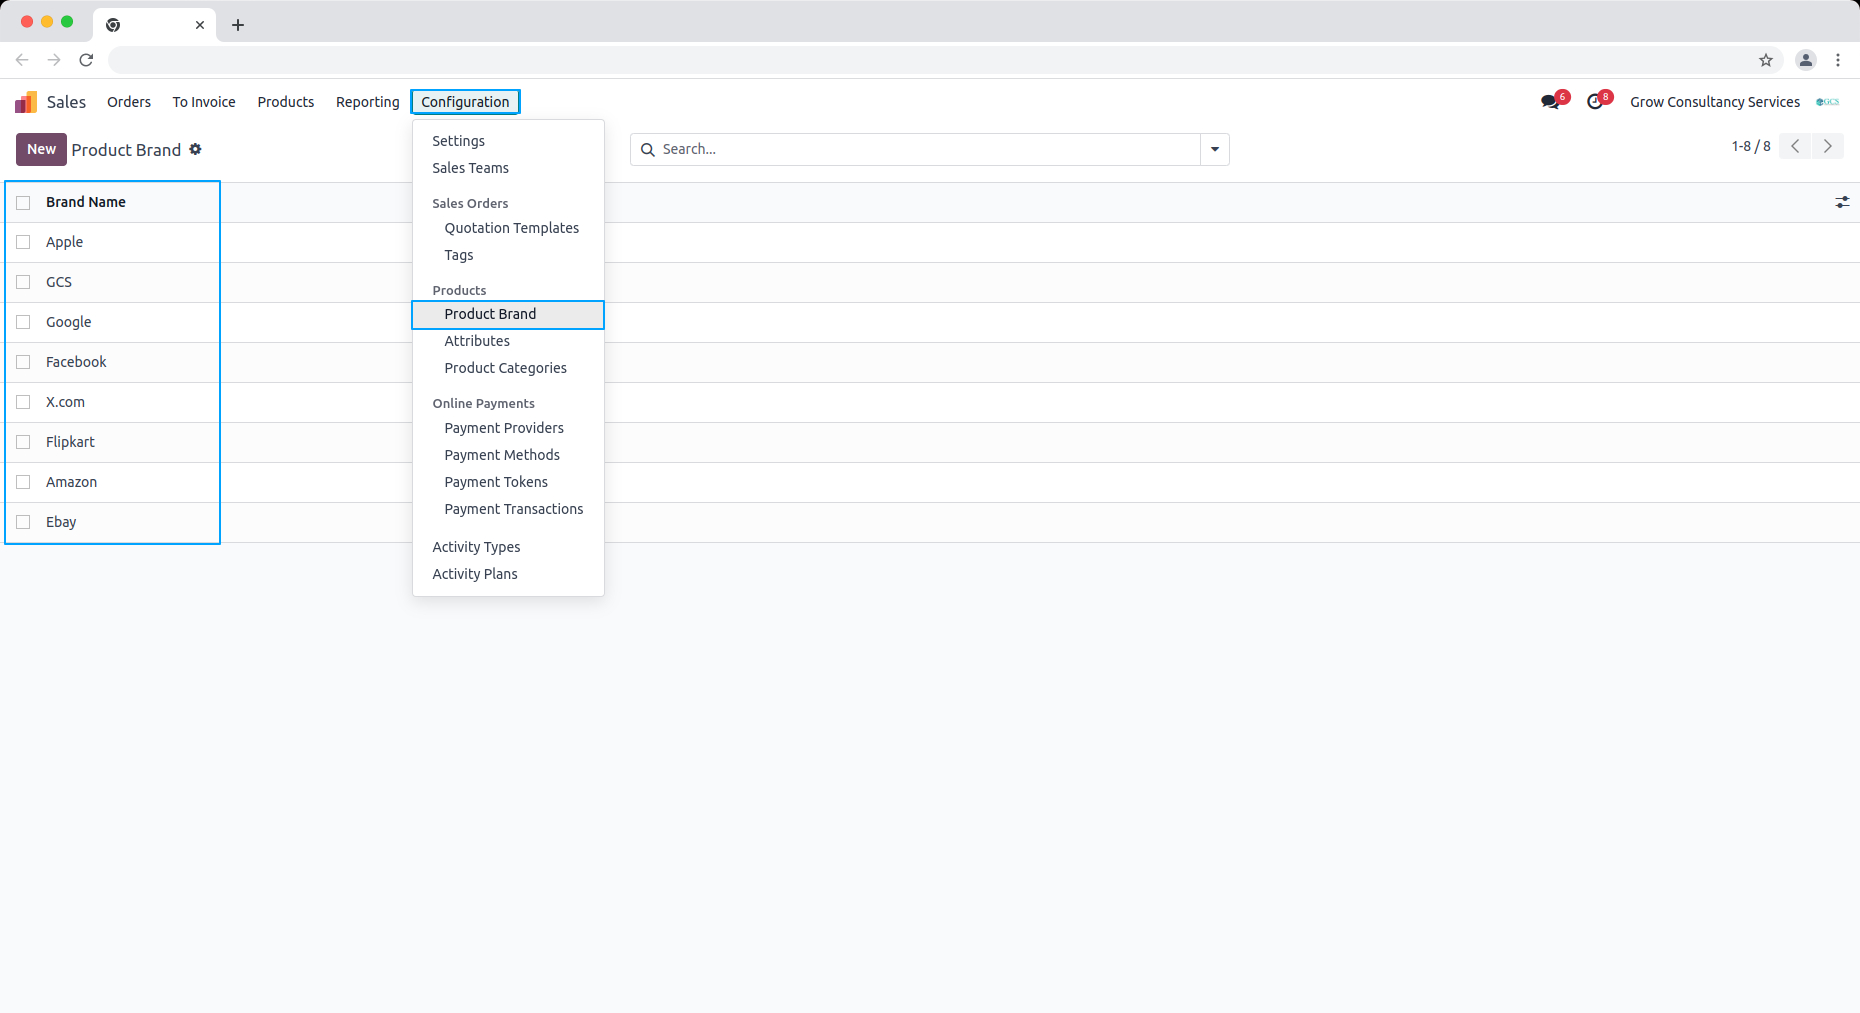 Sales Orders To Invoice Products Reporting Configuration 6 8 Grow Consultancy Services GCS
New Product Brand Search... 1-8 / 8
Settings
Sales Teams
Sales Orders
Quotation Templates
Tags
Products
Product Brand
Attributes
Product Categories
Online Payments
Payment Providers
Payment Methods
Payment Tokens
Payment Transactions
Activity Types
Activity Plans
Brand Name
Apple
GCS
Google
Facebook
X.com
Flipkart
Amazon
Ebay